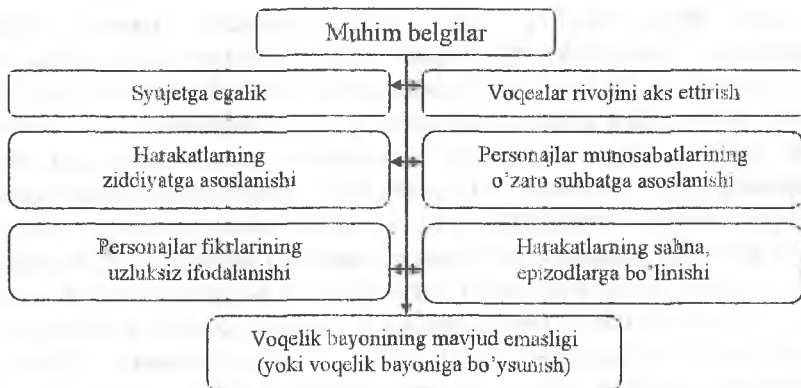 Muhim belgilar
Syujetga egalik
Voqealar rivojini aks ettirish
Harakatlarning
ziddiyatga asoslanishi
Personajlar munosabatlarining
o'zaro suhbatga asoslanishi
Personajlar fikrlarining
uzluksiz ifodalanishi
Harakatlarning sahna,
epizodlarga bo'linishi
Voqelik bayonining mavjud emasligi
(yoki voqelik bayoniga bo'ysunish)